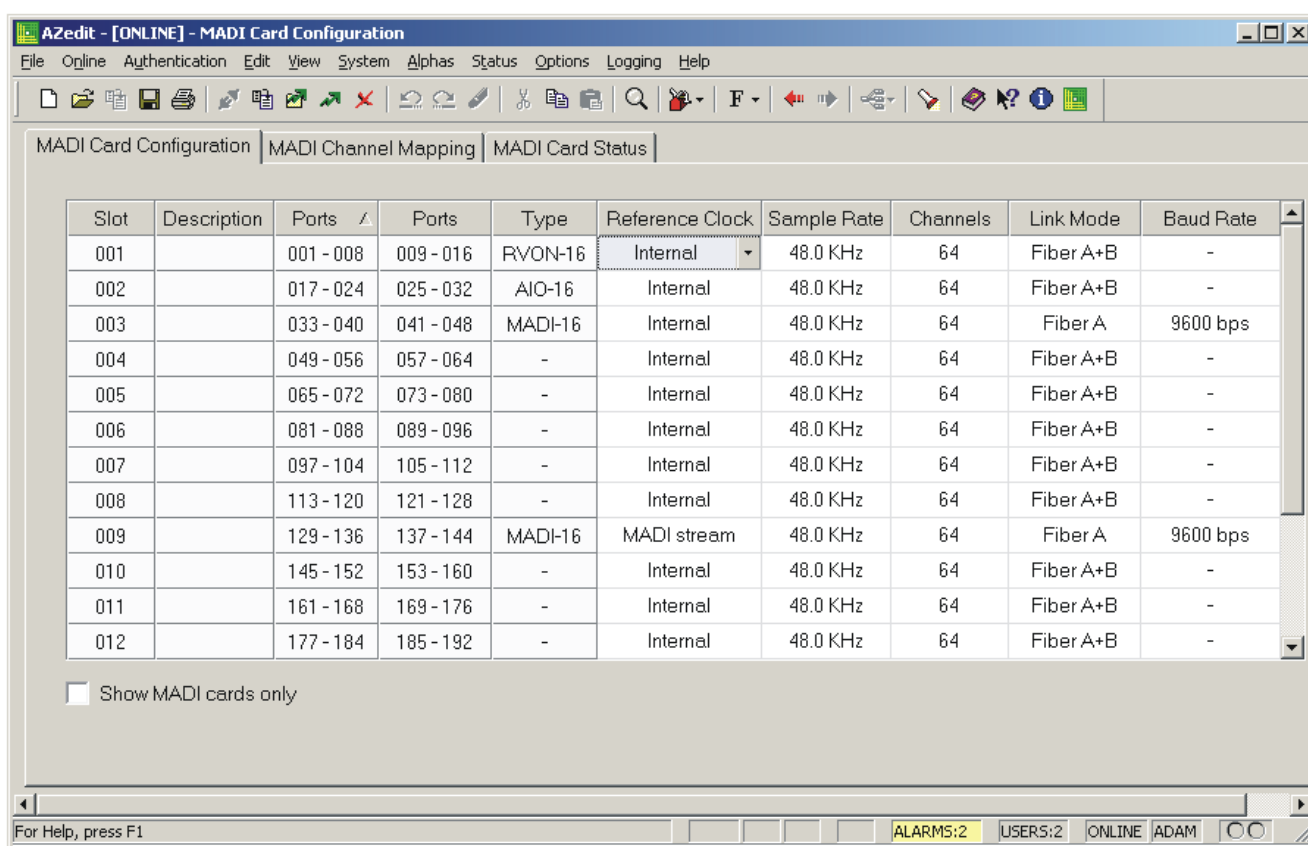 AZedit - [ONLINE] - MADI Card Configuration
File Online Authentication Edit View System Alphas Status Options Logging Help
F
MADI Card Configuration MADI Channel Mapping MADI Card Status
Slot Description Ports Ports Type Reference Clock Sample Rate Channels Link Mode Baud Rate
001 001 - 008 009 - 016 RVON-16 Internal 48.0 KHz 64 Fiber A+B -
002 017 - 024 025 - 032 AIO-16 Internal 48.0 KHz 64 Fiber A+B -
003 033 - 040 041 - 048 MADI-16 Internal 48.0 KHz 64 Fiber A 9600 bps
004 049 - 056 057 - 064 - Internal 48.0 KHz 64 Fiber A+B -
005 065 - 072 073 - 080 - Internal 48.0 KHz 64 Fiber A+B -
006 081 - 088 089 - 096 - Internal 48.0 KHz 64 Fiber A+B -
007 097 - 104 105 - 112 - Internal 48.0 KHz 64 Fiber A+B -
008 113 - 120 121 - 128 - Internal 48.0 KHz 64 Fiber A+B -
009 129 - 136 137 - 144 MADI-16 MADI stream 48.0 KHz 64 Fiber A 9600 bps
010 145 - 152 153 - 160 - Internal 48.0 KHz 64 Fiber A+B -
011 161 - 168 169 - 176 - Internal 48.0 KHz 64 Fiber A+B -
012 177 - 184 185 - 192 - Internal 48.0 KHz 64 Fiber A+B -
Show MADI cards only
For Help, press F1 ALARMS:2 USERS:2 ONLINE ADAM